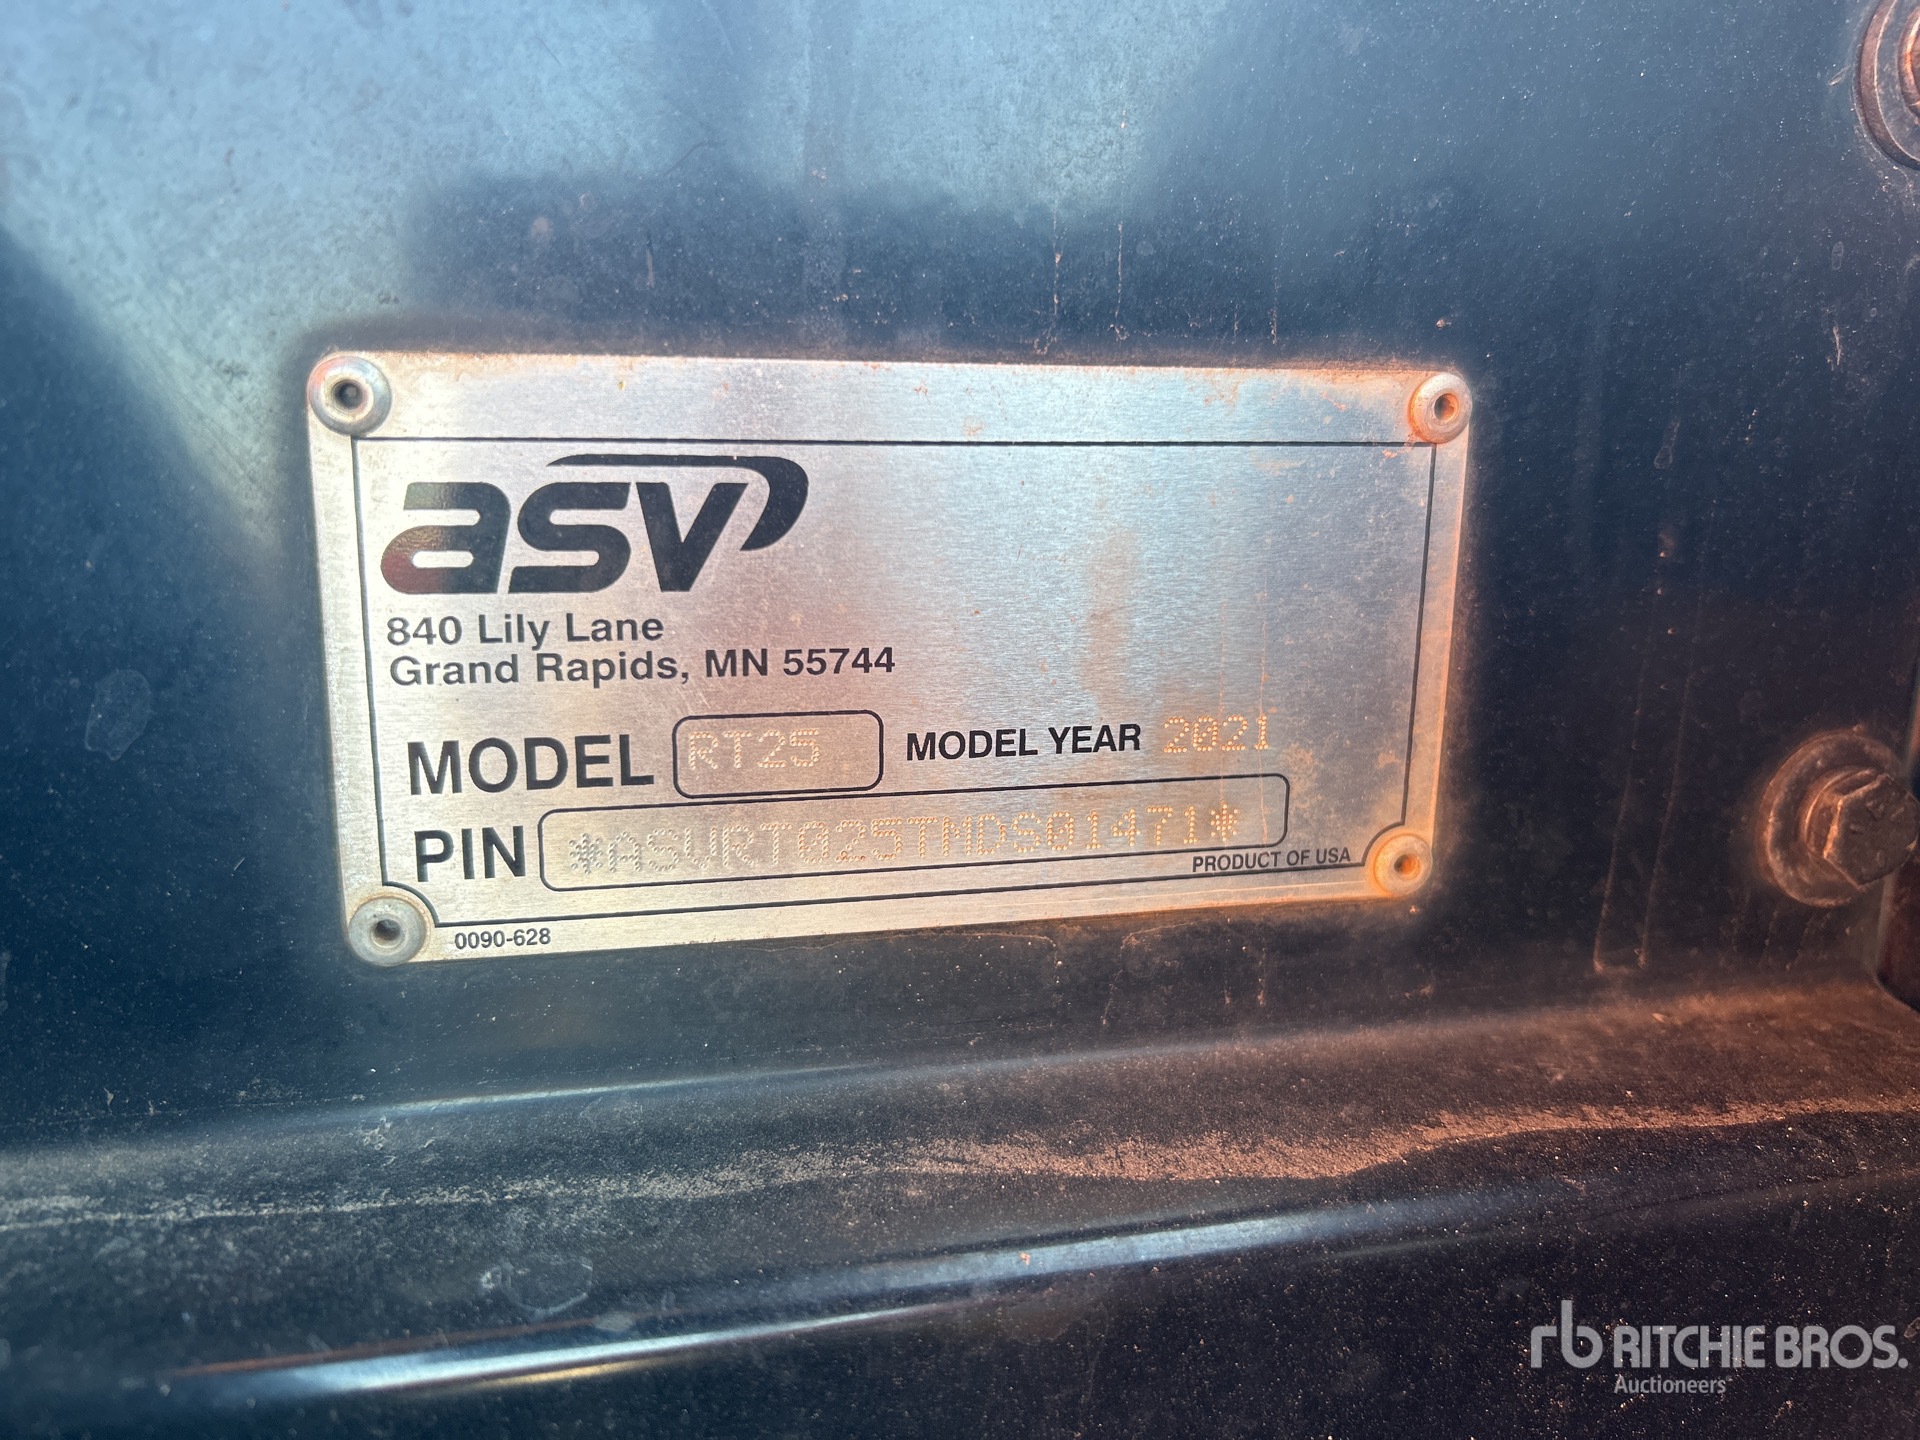 asv
840 Lily Lane
Grand Rapids, MN 55744
MODEL RT25 MODEL YEAR 2021
PIN *ASVRT025TMDS01471*
PRODUCT OF USA
0090-628
rb RITCHIE BROS.
Auctioneers